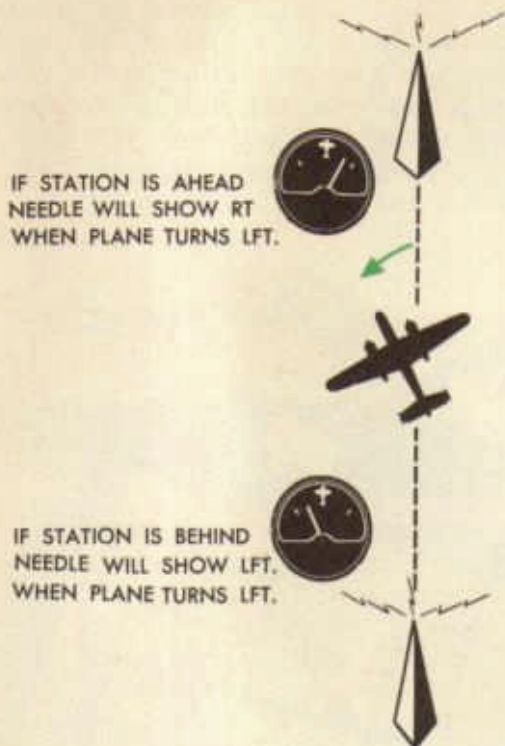 IF STATION IS AHEAD
NEEDLE WILL SHOW RT
WHEN PLANE TURNS LFT.
IF STATION IS BEHIND
NEEDLE WILL SHOW LFT.
WHEN PLANE TURNS LFT.